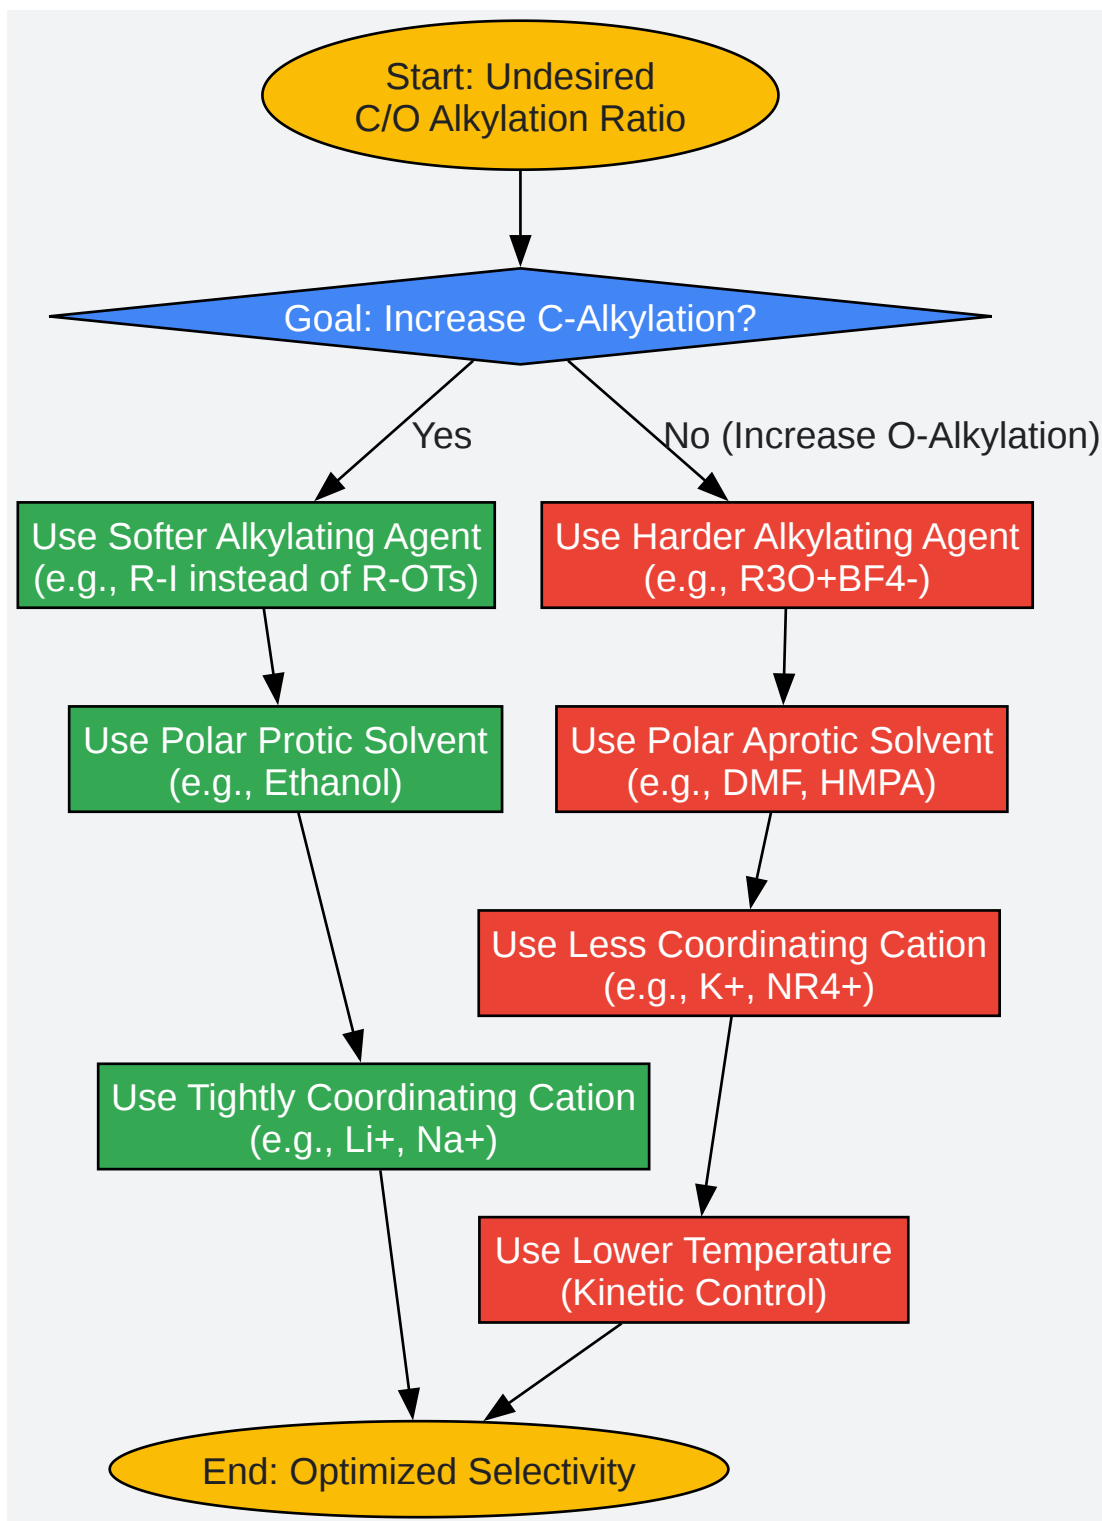 Start: Undesired
C/O Alkylation Ratio
Goal: Increase C-Alkylation?
Yes
No (Increase O-Alkylation)
Use Softer Alkylating Agent
(e.g., R-I instead of R-OTs)
Use Harder Alkylating Agent
(e.g., R3O+BF4-)
Use Polar Protic Solvent
(e.g., Ethanol)
Use Polar Aprotic Solvent
(e.g., DMF, HMPA)
Use Less Coordinating Cation
(e.g., K+, NR4+)
Use Tightly Coordinating Cation
(e.g., Li+, Na+)
Use Lower Temperature
(Kinetic Control)
End: Optimized Selectivity